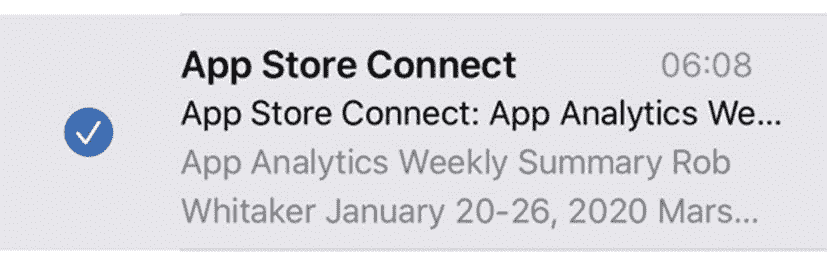 App Store Connect 06:08
App Store Connect: App Analytics We...
App Analytics Weekly Summary Rob
Whitaker January 20-26, 2020 Mars...